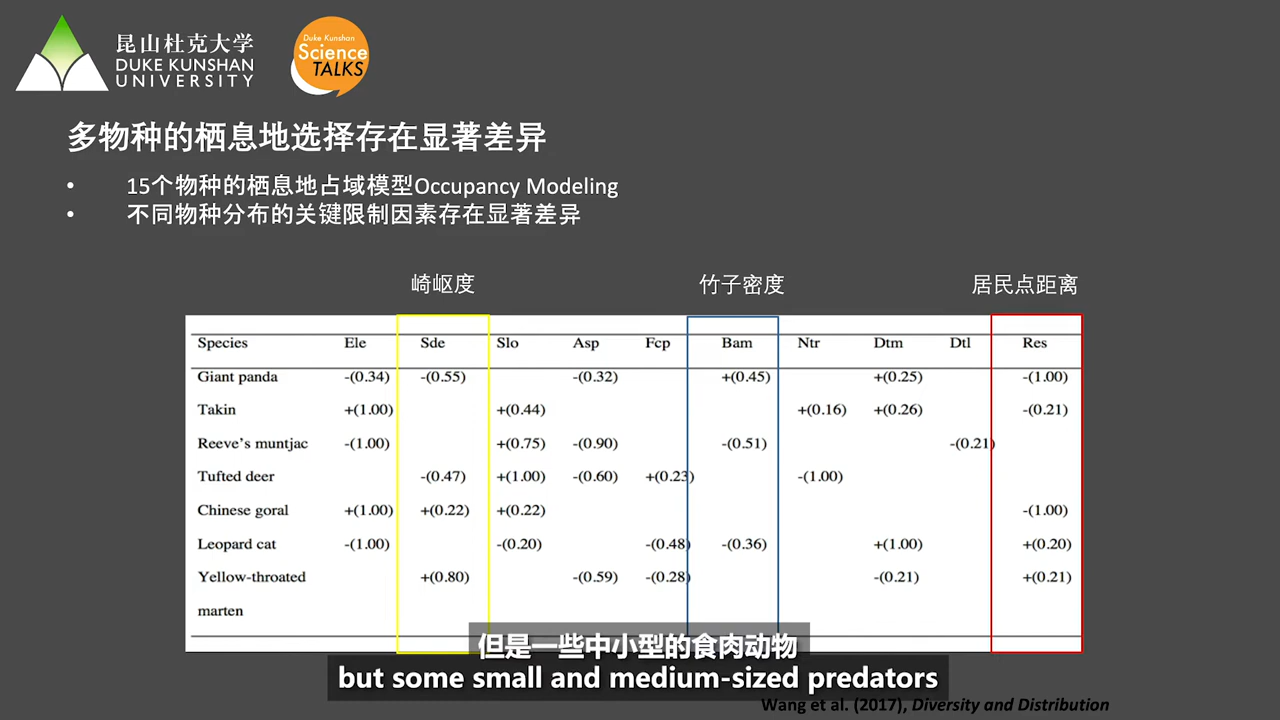 昆山杜克大学
DUKE KUNSHAN
UNIVERSITY
Duke Kunshan
Science
TALKS
多物种的栖息地选择存在显著差异
• 15个物种的栖息地占域模型Occupancy Modeling
• 不同物种分布的关键限制因素存在显著差异
崎岖度 竹子密度 居民点距离
Species Ele Sde Slo Asp Fcp Bam Ntr Dtm Dtl Res
Giant panda -(0.34) -(0.55) -(0.32) +(0.45) +(0.25) -(1.00)
Takin +(1.00) +(0.44) +(0.16) +(0.26) -(0.21)
Reeve's muntjac -(1.00) +(0.75) -(0.90) -(0.51) -(0.21)
Tufted deer -(0.47) +(1.00) -(0.60) +(0.23) -(1.00)
Chinese goral +(1.00) +(0.22) +(0.22) -(1.00)
Leopard cat -(1.00) -(0.20) -(0.48) -(0.36) +(1.00) +(0.20)
Yellow-throated +(0.80) -(0.59) -(0.28) -(0.21) +(0.21)
marten
但是一些中小型的食肉动物
but some small and medium-sized predators
Wang et al. (2017), Diversity and Distribution